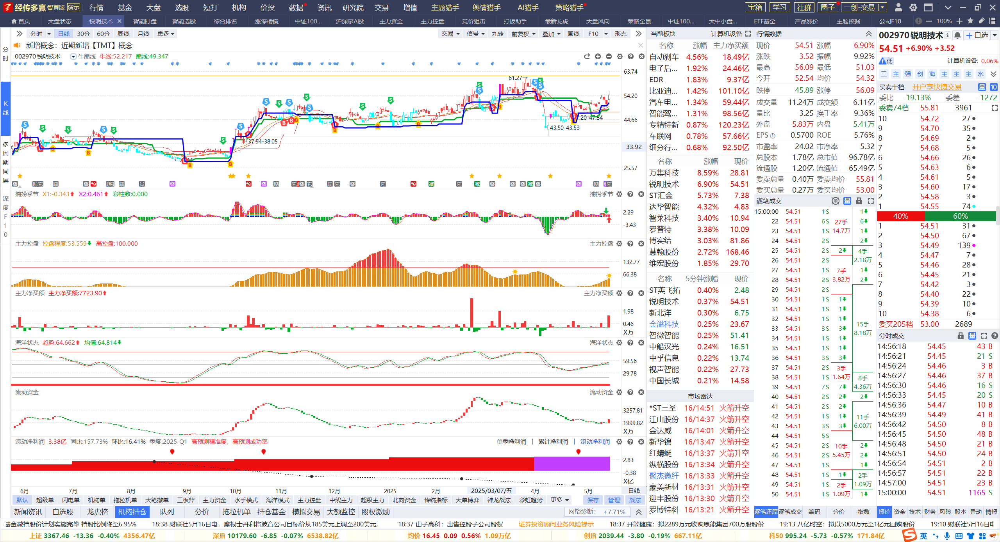 经传多赢 智尊版 演示 行情 基金 大盘 选股 短打 机构 价投 数据 资讯 研究院 交易 增值 主题猎手 舆情猎手 AI猎手 策略猎手 宝箱 学习 社群 圈子 一创-交易
首页 大盘状态 锐明技术 智能盯盘 智能选股 综合排名 涨停棱镜 中证100... 沪深京A股 主力资金 主力控盘 竞价狙击 打板助手 最新龙虎 大盘风向 策略全景 中证100... 大中小盘... ETF基金 产品涨价 主题挖掘 公司F10 100%
分时 日线 30分 60分 周线 月线 更多 交易 信号 九转 前复权 叠加 画线 F10 形态
新增概念：近期新增【TMT】概念
002970 锐明技术 牛熊线 牛线:52.217 熊线:49.347
分时
K线
多周期同屏
深度F10
63.74
61.27
54.20
44.66
33.92
25.57
37.94-38.05
43.50-43.53
捕捞季节 X1:-0.343 X2:0.461 彩柱数:0.000 捕捞季节
2.29
-3.43
主力控盘 控盘程度:53.559 高控盘:100.000 主力控盘
132.77
66.38
主力净买额 主力净买额:7723.90 主力净买额
1.98
0.46
X万
海洋状态 趋势:64.662 均值:64.814 海洋状态
59.56
29.78
流动资金 流动资金
3257.81
1999.82
X万
滚动净利润 3.38亿 同比:157.73% 环比:16.41% 季度:2025-Q1 高预测精准度，高预测成功率 单季净利润 累计净利润 滚动净利润
2.83
-0.38
X亿
6月 7月 8月 9月 10月 11月 12月 2025 2月 2025/03/07/五 4月 5月 日线
默认 超级单 闪电单 机构单 拖拉机单 大笔撤单 三板斧 主力资金 水手模式 海洋模式 主力控盘 中线主力 超级主力 北向资金 传统指标 大单博弈 神龙战法 彩虹趋势 更多 保存 管理 战法
新闻资讯 自选股 龙虎榜 机构持仓 队列 分价 拖拉机单 持仓基金 模拟交易 大额监控 股权激励 网格诊断： +7.71%
当前板块 计算机设备
名称 涨幅 主力净买额
自动刹车 4.56% 18.49亿
电子后... 1.92% 24.46亿
EDR 1.83% 9.37亿
比亚迪... 1.42% 101.10亿
汽车电... 1.34% 59.44亿
智能驾... 1.31% 98.56亿
专精特新 0.87% 120.23亿
车联网 0.78% 57.66亿
细分行... 0.68% 92.50亿
名称 涨幅 现价
万集科技 8.59% 28.81
锐明技术 6.90% 54.51
ST汇金 5.73% 7.38
达华智能 4.32% 4.83
智莱科技 3.40% 10.94
罗普特 3.38% 10.09
博实结 3.03% 81.86
慧翰股份 2.72% 168.46
维宏股份 1.85% 29.70
名称 5分钟涨幅 现价
ST英飞拓 0.40% 2.48
锐明技术 0.37% 54.51
新北洋 0.30% 6.75
金溢科技 0.25% 23.67
智微智能 0.25% 51.41
中船汉光 0.24% 16.51
中孚信息 0.22% 13.74
视声智能 0.22% 27.73
中国长城 0.21% 14.58
市场雷达
*ST三圣 16/14:51 火箭升空
江山股份 16/14:37 火箭升空
金达威 16/14:01 火箭升空
新华锦 16/13:47 火箭升空
红蜻蜓 16/13:37 火箭升空
纵横股份 16/13:34 火箭升空
聚杰微纤 16/13:33 火箭升空
豪美新材 16/13:31 火箭升空
迎丰股份 16/13:30 火箭升空
罗博特科 16/13:21 火箭升空
行情数据
现价 54.51 涨幅 6.90%
涨跌 3.52 振幅 9.92%
最高 56.09 最低 51.03
今开 52.54 均价 54.32
跌停 45.89 涨停 56.09
成交量 11.24万 成交额 6.11亿
量比 3.25 换手率 9.36%
外盘 5.83万 内盘 5.41万
EPS① 0.5700 ROE 5.76%
市盈率 24.02 市净率 5.32
总股本 1.78亿 总市值 96.78亿
流通股 1.20亿 流通值 65.49亿
委卖总量 0.40万 委卖均价 55.81
委买总量 0.27万 委买均价 53.00
逐笔成交 单 量
15:00:00 54.51 1 S 1
22 54.51 6 S 27手 6
23 54.51 1 S 14.7万 1
24 54.51 2 S 2
25 54.51 2 S 2 4手
26 54.51 2 S 2.18万
27 54.51 1 S 7手 1
28 54.51 2 S 3.82万 2
29 54.51 2 S
30 54.51 1 S 1
31 54.51 1 S 1
32 54.51 1 S 1 15手
33 54.51 3 S 3 8.18万
34 54.51 1 S 1
35 54.51 1 S 1
36 54.51 3 S 3
37 54.51 2 S 3手
38 54.51 1 S 1.64万 8手
39 54.51 7 S 7 4.36万
40 54.51 2 S 2 2
41 54.51 2 S 2
42 54.51 1 S 1 11手
43 54.51 3 S 3 6.00万
44 54.51 5 S
45 54.51 2 S 10手 2
46 54.51 2 S 5.45万 2
47 54.51 1 S 1
48 54.51 1 S 1 2手
49 54.51 1 S 2手 1.09万
50 54.51 1 S 1.09万 1
逐笔还原 逐笔成交 筹码 分价 指数
002970 锐明技术 自选
54.51 +6.90% +3.52
低 计算机设备: 0.06%
三 主 强 创 海 主 主 主 水
买卖十档 开户享快捷交易 量 10
委比 -19.13% 委差 -1272
委卖74档 55.81 3961
10 54.72 27
9 54.70 35
8 54.69 2
7 54.68 5
6 54.66 26
5 54.63 6
4 54.61 5
3 54.60 17
2 54.58 3
1 54.55 74
40% 60%
1 54.51 31
2 54.50 67
3 54.49 139
4 54.47 7
5 54.46 28
6 54.45 21
7 54.42 3
8 54.40 22
9 54.39 10
10 54.38 6
委买205档 53.00 2689
分时成交 量
14:56:18 54.45 43 B
14:56:21 54.45 21 S
14:56:24 54.46 3 B
14:56:27 54.46 37 B
14:56:30 54.46 16 S
14:56:33 54.45 20 S
14:56:36 54.47 10 B
14:56:39 54.49 41 B
14:56:42 54.50 8 B
14:56:45 54.50 48 B
14:56:48 54.50 21 B
14:56:51 54.50 24 B
14:56:54 54.51 2 B
14:56:57 54.51 22 B
14:57:00 54.51 23 B
15:00:00 54.51 1165 S
报价 资金 技术 财务 风险 股本 异动 情报
基金减持股份计划实施完毕 持股比例降至6.95% 18:38 财联社5月16日电，摩根士丹利将波音公司目标价从185美元上调至200美元。 18:37 山子高科：出售控股子公司股权 证券投资顾问业务风险提示 18:37 开能健康：拟2289万元收购原能集团700万股股份 19:13 八亿时空：拟以5000万元至1亿元回购股份 19:10 财联社5月16日电
上证 3367.46 -13.36 -0.40% 4356.47亿 深指 10179.60 -6.85 -0.07% 6538.82亿 均价 16.45 0.09 0.56% 1.09万亿 创指 2039.44 -3.80 -0.19% 667.11亿 科50 995.24 -5.73 -0.57% 171.84亿 英